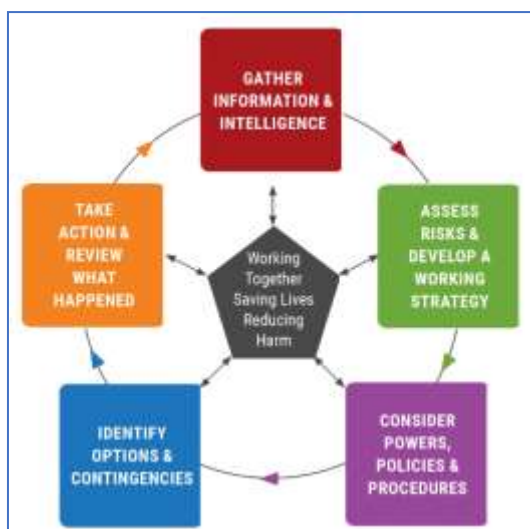 GATHER
INFORMATION &
INTELLIGENCE
ASSESS
RISKS &
DEVELOP A
WORKING
STRATEGY
CONSIDER
POWERS,
POLICIES &
PROCEDURES
IDENTIFY
OPTIONS &
CONTINGENCIES
TAKE
ACTION &
REVIEW
WHAT
HAPPENED
Working
Together
Saving Lives
Reducing
Harm